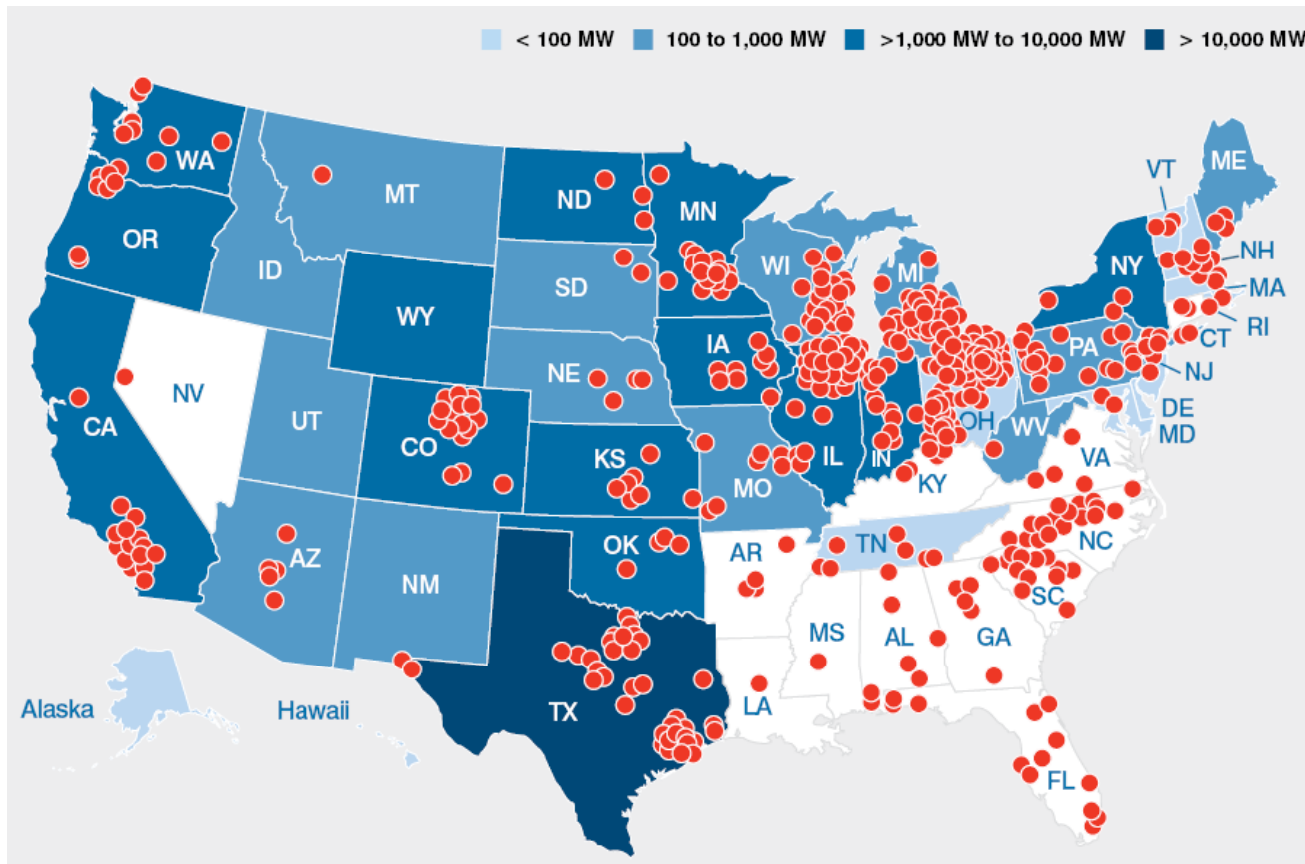 < 100 MW 100 to 1,000 MW >1,000 MW to 10,000 MW > 10,000 MW
WA
MT
ND
MN
VT
ME
OR
ID
SD
WI
MI
NY
NH
MA
RI
CT
WY
IA
NE
PA
NJ
NV
UT
CA
CO
KS
MO
IL
IN
OH
WV
DE
MD
VA
KY
AZ
NM
OK
AR
TN
NC
SC
MS
AL
GA
LA
TX
FL
Alaska
Hawaii